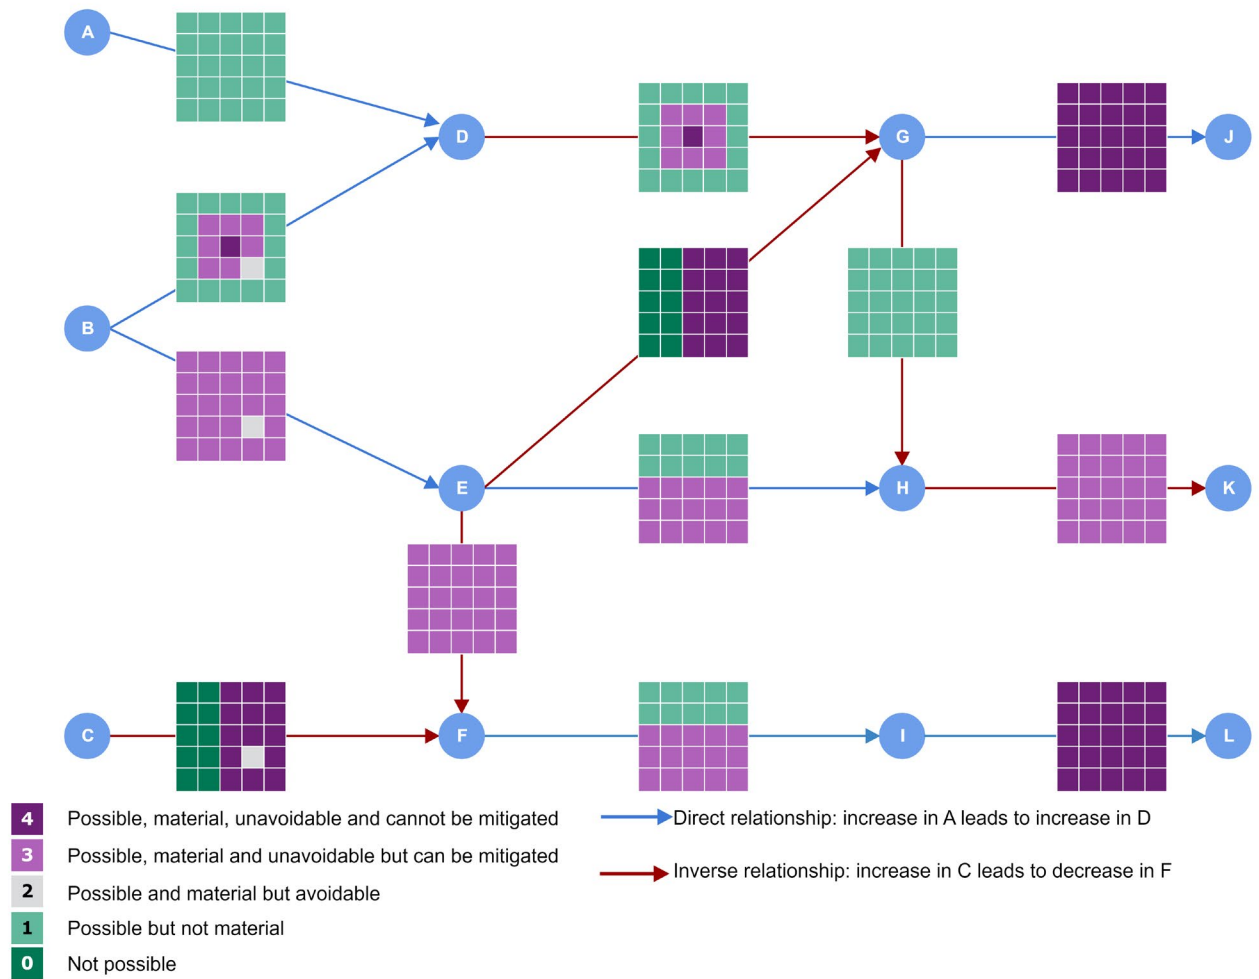 A
D
G
J
B
E
H
K
C
F
I
L
4 Possible, material, unavoidable and cannot be mitigated
3 Possible, material and unavoidable but can be mitigated
2 Possible and material but avoidable
1 Possible but not material
0 Not possible
Direct relationship: increase in A leads to increase in D
Inverse relationship: increase in C leads to decrease in F